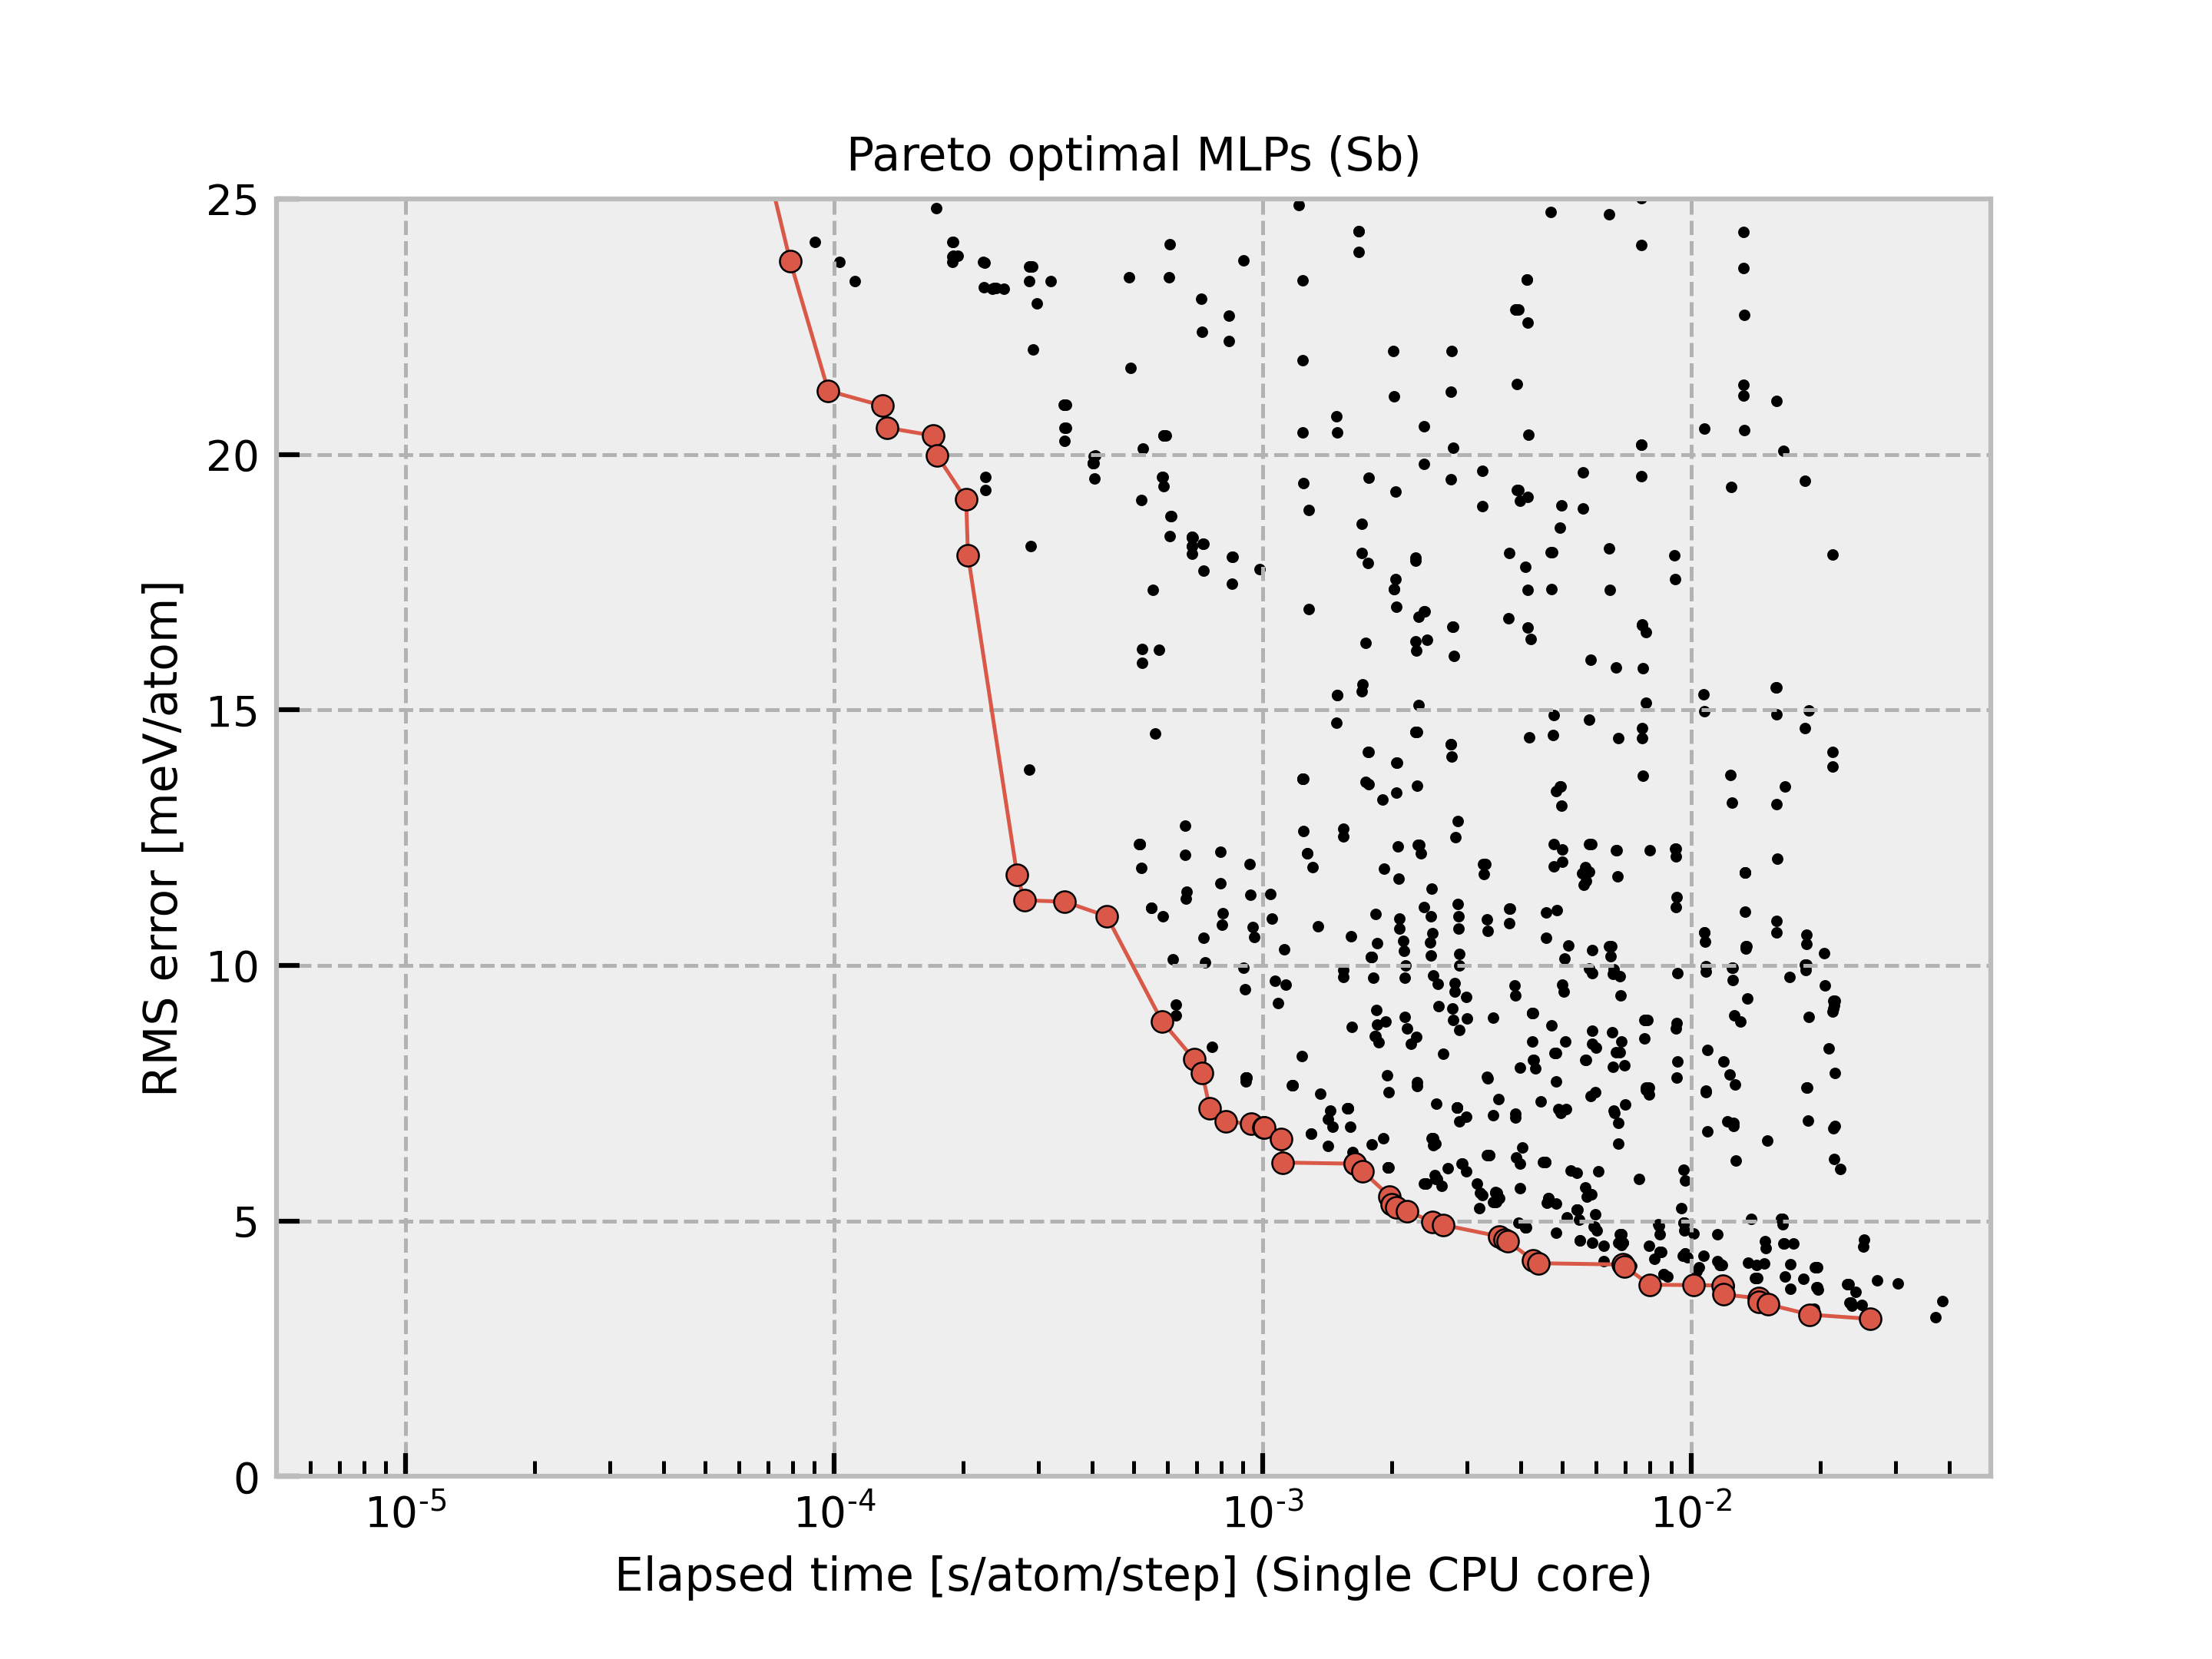 Pareto optimal MLPs (Sb)
25
20
15
10
5
0
RMS error [meV/atom]
10-5 10-4 10-3 10-2
Elapsed time [s/atom/step] (Single CPU core)